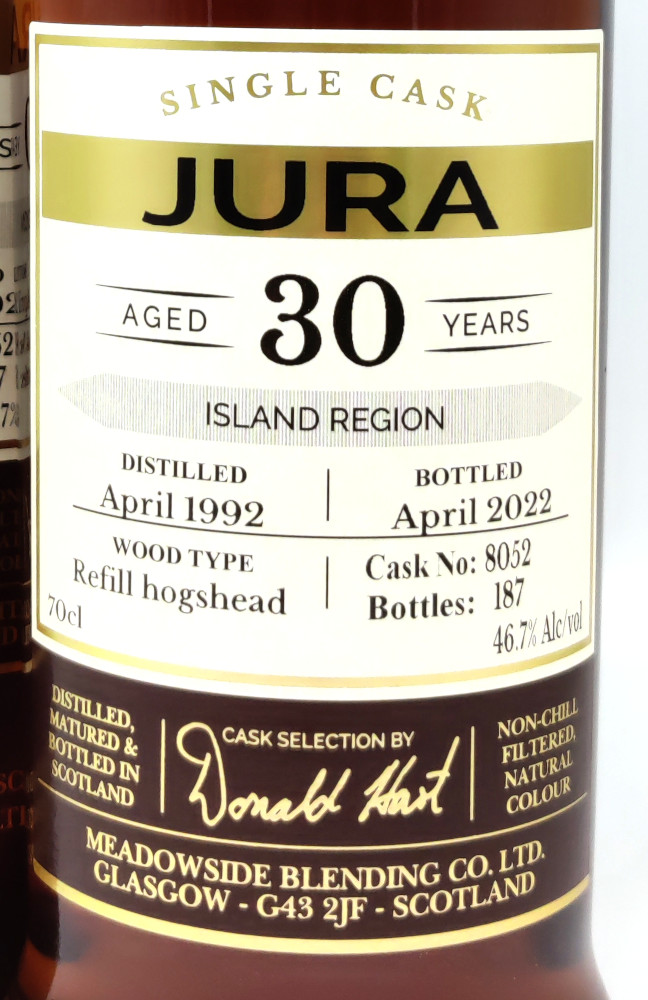 SINGLE CASK
JURA
AGED 30 YEARS
ISLAND REGION
DISTILLED
April 1992
BOTTLED
April 2022
WOOD TYPE
Refill hogshead
Cask No: 8052
Bottles: 187
70cl
46.7% Alc/vol
DISTILLED,
MATURED &
BOTTLED IN
SCOTLAND
CASK SELECTION BY
Donald Hart
NON-CHILL
FILTERED,
NATURAL
COLOUR
MEADOWSIDE BLENDING CO. LTD.
GLASGOW - G43 2JF - SCOTLAND